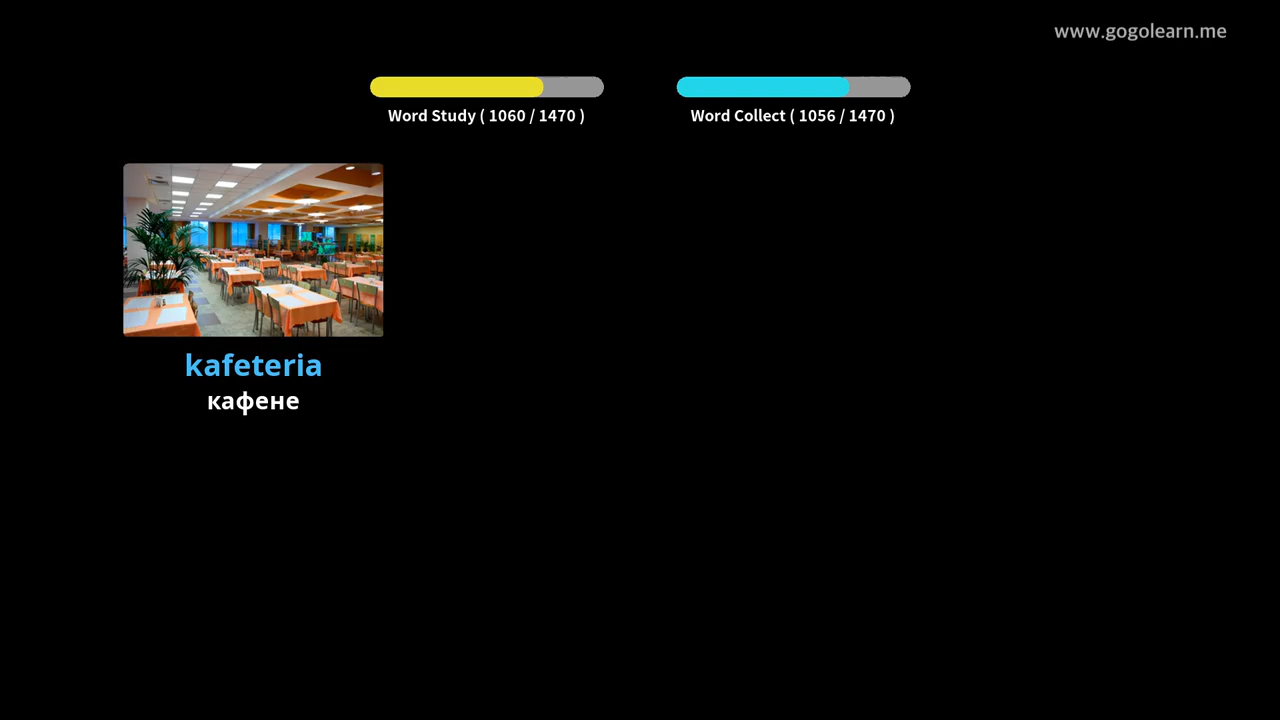 www.gogolearn.me
Word Study ( 1060 / 1470 )
Word Collect ( 1056 / 1470 )
kafeteria
кафене